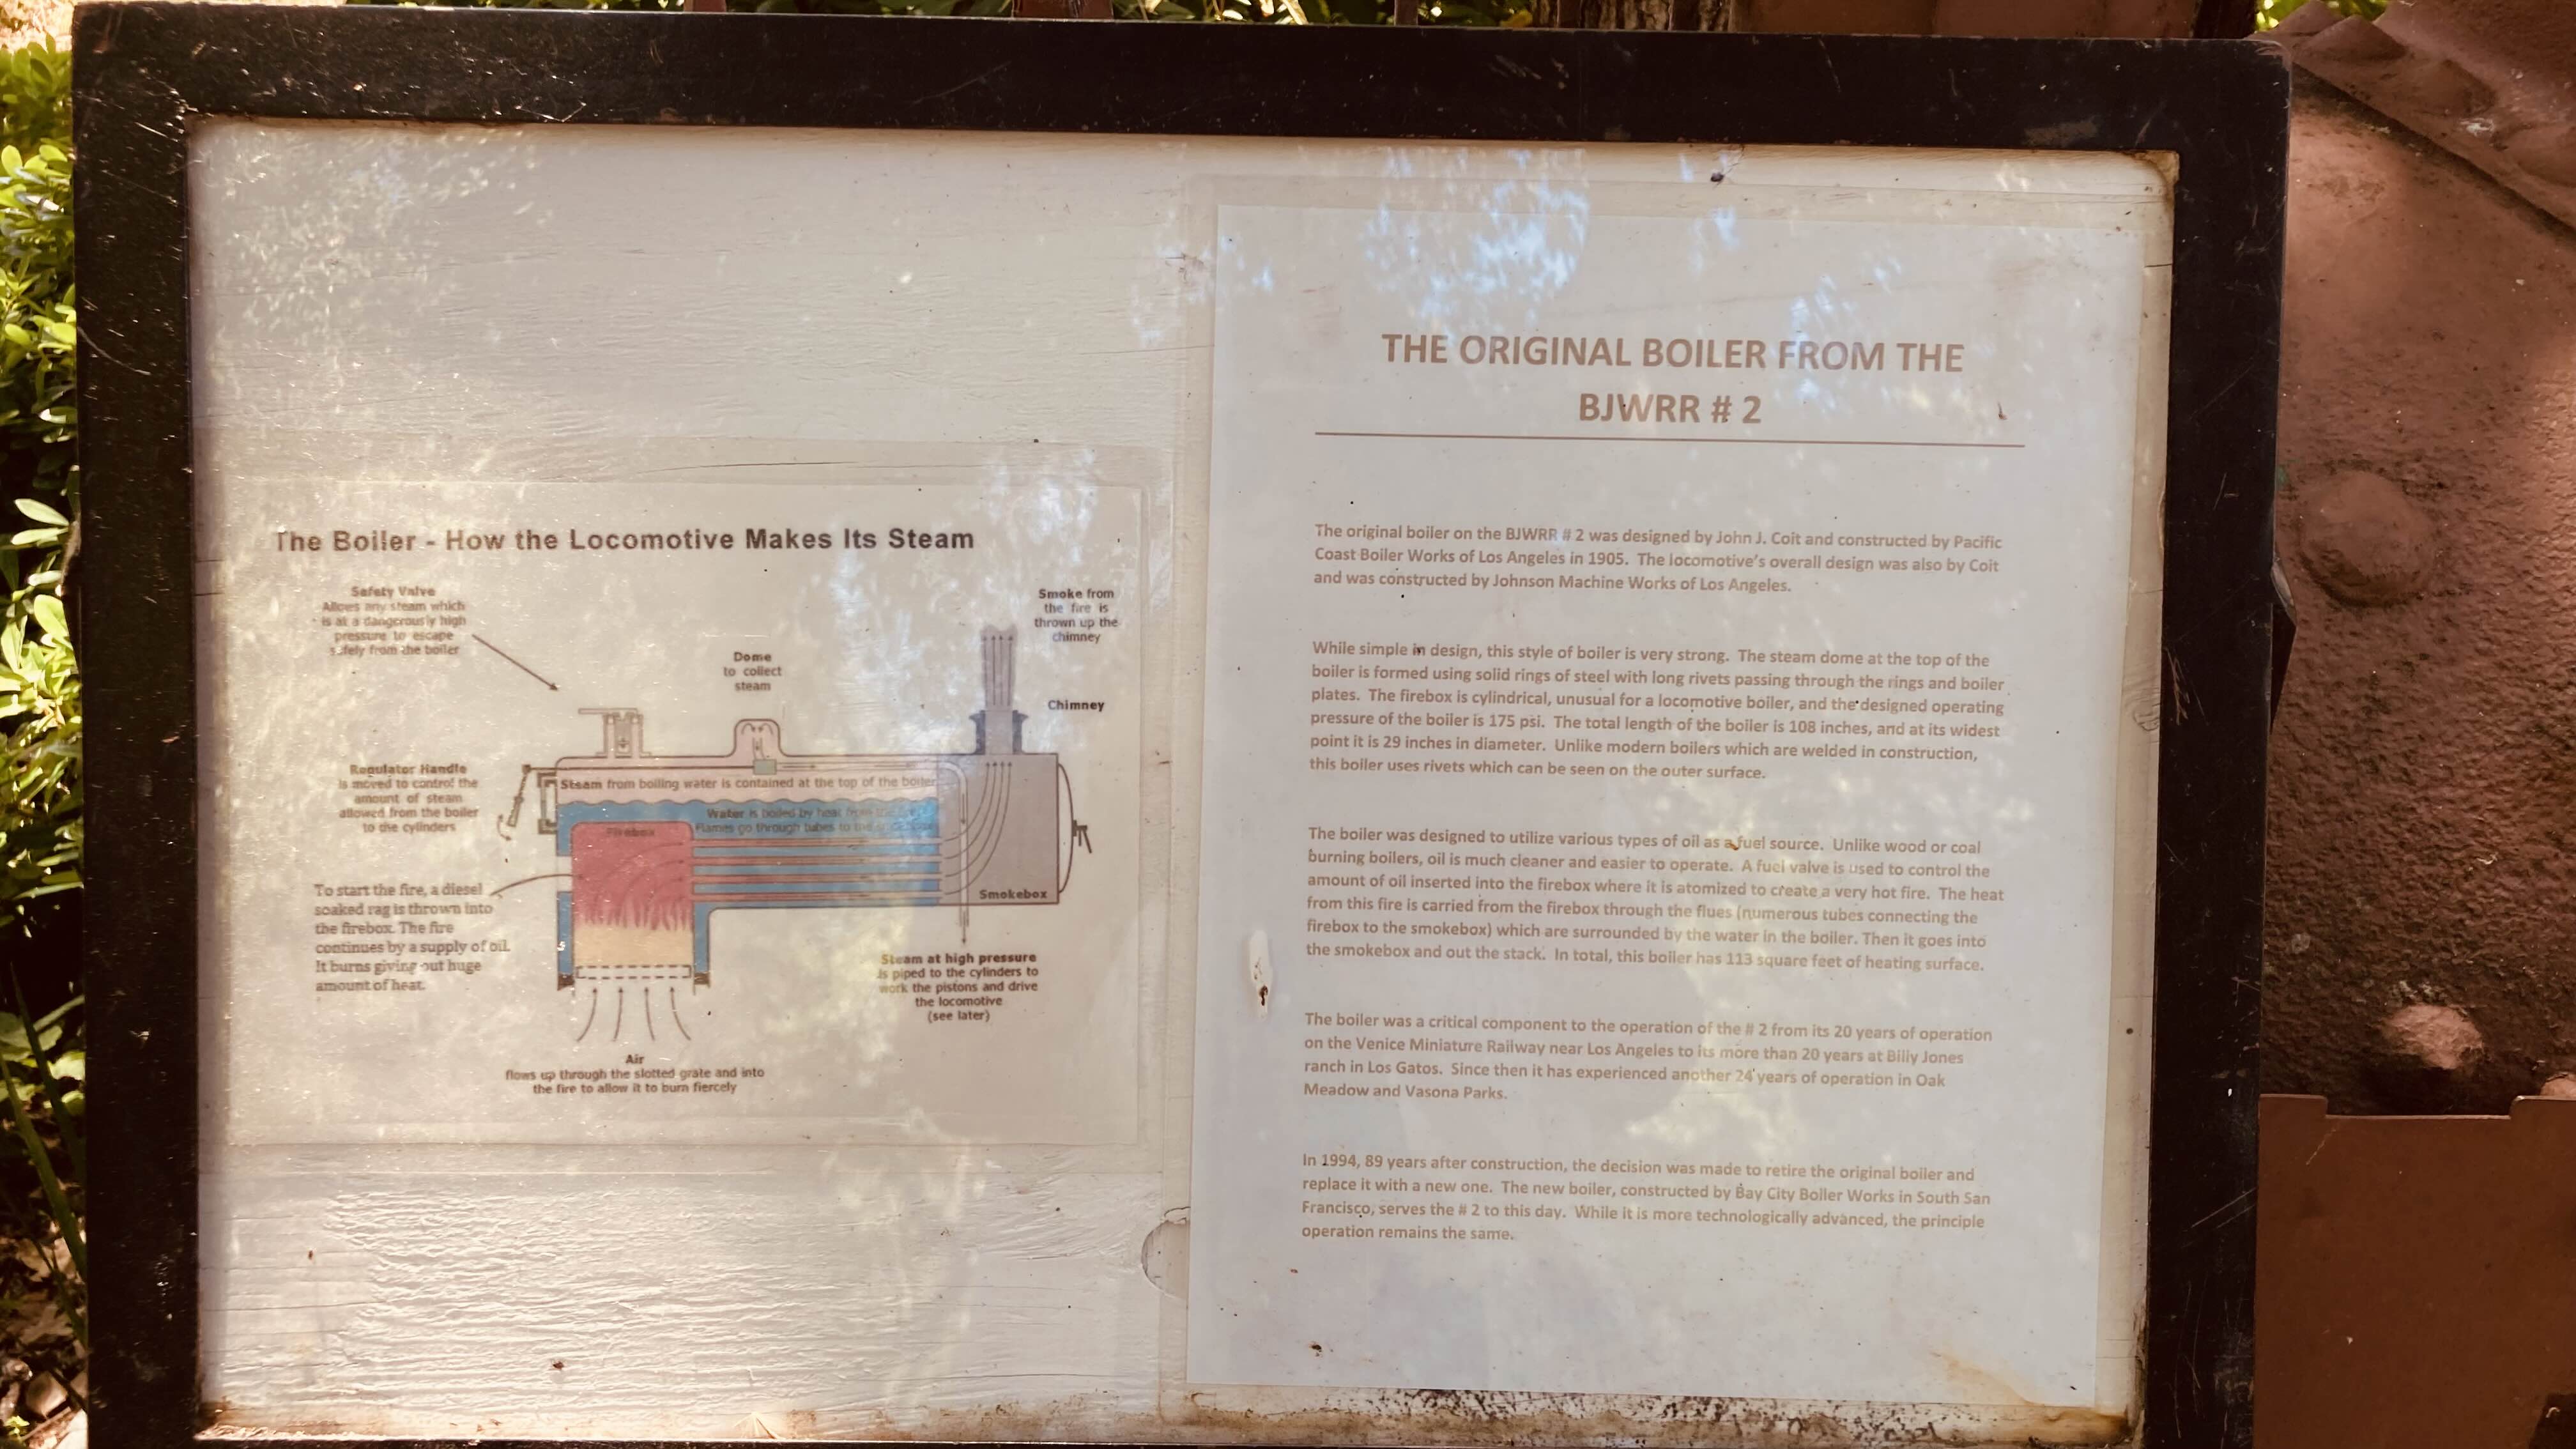 The Boiler - How the Locomotive Makes Its Steam
Safety Valve
Allows any steam which
is at a dangerously high
pressure to escape
safely from the boiler
Dome
to collect
steam
Smoke from
the fire is
thrown up the
chimney
Chimney
Regulator Handle
is moved to control the
amount of steam
allowed from the boiler
to the cylinders
Steam from boiling water is contained at the top of the boiler
Water is boiled by heat from the
Flames go through tubes to the
Firebox
Smokebox
To start the fire, a diesel
soaked rag is thrown into
the firebox. The fire
continues by a supply of oil.
It burns giving out huge
amount of heat.
Steam at high pressure
is piped to the cylinders to
work the pistons and drive
the locomotive
(see later)
Air
flows up through the slotted grate and into
the fire to allow it to burn fiercely
THE ORIGINAL BOILER FROM THE
BJWRR # 2
The original boiler on the BJWRR # 2 was designed by John J. Coit and constructed by Pacific
Coast Boiler Works of Los Angeles in 1905. The locomotive's overall design was also by Coit
and was constructed by Johnson Machine Works of Los Angeles.
While simple in design, this style of boiler is very strong. The steam dome at the top of the
boiler is formed using solid rings of steel with long rivets passing through the rings and boiler
plates. The firebox is cylindrical, unusual for a locomotive boiler, and the designed operating
pressure of the boiler is 175 psi. The total length of the boiler is 108 inches, and at its widest
point it is 29 inches in diameter. Unlike modern boilers which are welded in construction,
this boiler uses rivets which can be seen on the outer surface.
The boiler was designed to utilize various types of oil as a fuel source. Unlike wood or coal
burning boilers, oil is much cleaner and easier to operate. A fuel valve is used to control the
amount of oil inserted into the firebox where it is atomized to create a very hot fire. The heat
from this fire is carried from the firebox through the flues (numerous tubes connecting the
firebox to the smokebox) which are surrounded by the water in the boiler. Then it goes into
the smokebox and out the stack. In total, this boiler has 113 square feet of heating surface.
The boiler was a critical component to the operation of the # 2 from its 20 years of operation
on the Venice Miniature Railway near Los Angeles to its more than 20 years at Billy Jones
ranch in Los Gatos. Since then it has experienced another 24 years of operation in Oak
Meadow and Vasona Parks.
In 1994, 89 years after construction, the decision was made to retire the original boiler and
replace it with a new one. The new boiler, constructed by Bay City Boiler Works in South San
Francisco, serves the # 2 to this day. While it is more technologically advanced, the principle
operation remains the same.